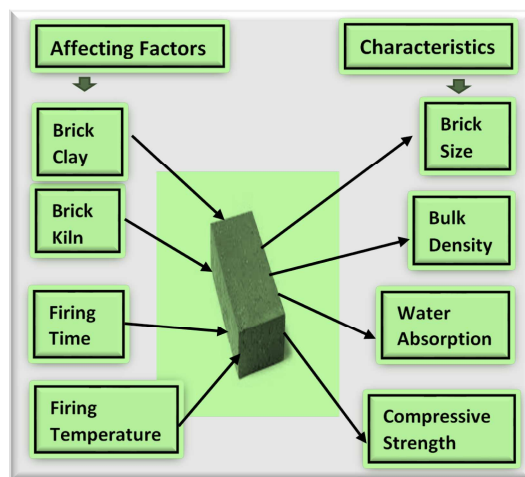 Affecting Factors
Brick
Clay
Brick
Kiln
Firing
Time
Firing
Temperature
Characteristics
Brick
Size
Bulk
Density
Water
Absorption
Compressive
Strength